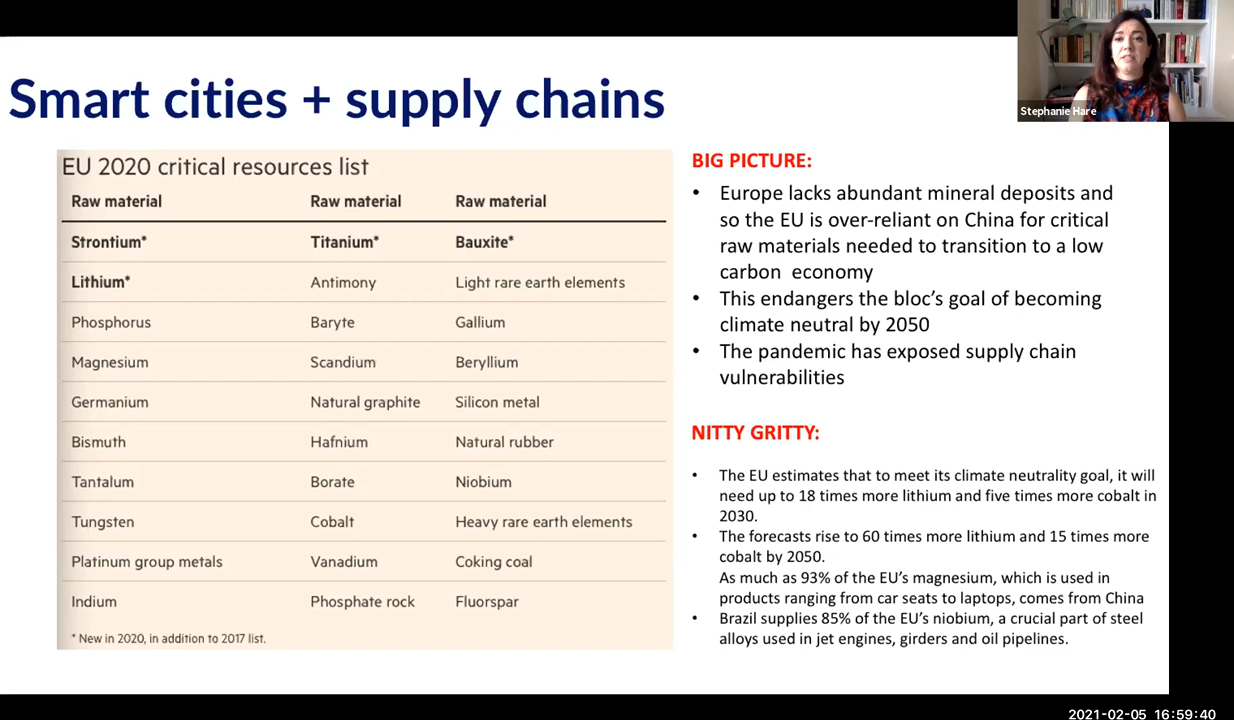 Stephanie Hare
Smart cities + supply chains
EU 2020 critical resources list
Raw material Raw material Raw material
Strontium* Titanium* Bauxite*
Lithium* Antimony Light rare earth elements
Phosphorus Baryte Gallium
Magnesium Scandium Beryllium
Germanium Natural graphite Silicon metal
Bismuth Hafnium Natural rubber
Tantalum Borate Niobium
Tungsten Cobalt Heavy rare earth elements
Platinum group metals Vanadium Coking coal
Indium Phosphate rock Fluorspar
* New in 2020, in addition to 2017 list.
BIG PICTURE:
• Europe lacks abundant mineral deposits and
so the EU is over-reliant on China for critical
raw materials needed to transition to a low
carbon economy
• This endangers the bloc’s goal of becoming
climate neutral by 2050
• The pandemic has exposed supply chain
vulnerabilities
NITTY GRITTY:
• The EU estimates that to meet its climate neutrality goal, it will
need up to 18 times more lithium and five times more cobalt in
2030.
• The forecasts rise to 60 times more lithium and 15 times more
cobalt by 2050.
As much as 93% of the EU’s magnesium, which is used in
products ranging from car seats to laptops, comes from China
• Brazil supplies 85% of the EU’s niobium, a crucial part of steel
alloys used in jet engines, girders and oil pipelines.
2021-02-05 16:59:40